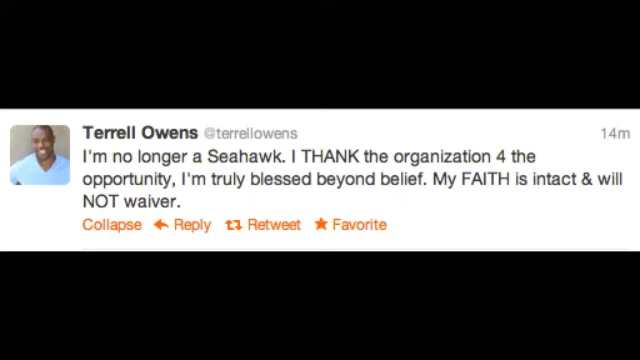 Terrell Owens @terrellowens 14m
I'm no longer a Seahawk. I THANK the organization 4 the
opportunity, I'm truly blessed beyond belief. My FAITH is intact & will
NOT waiver.
Collapse Reply Retweet Favorite